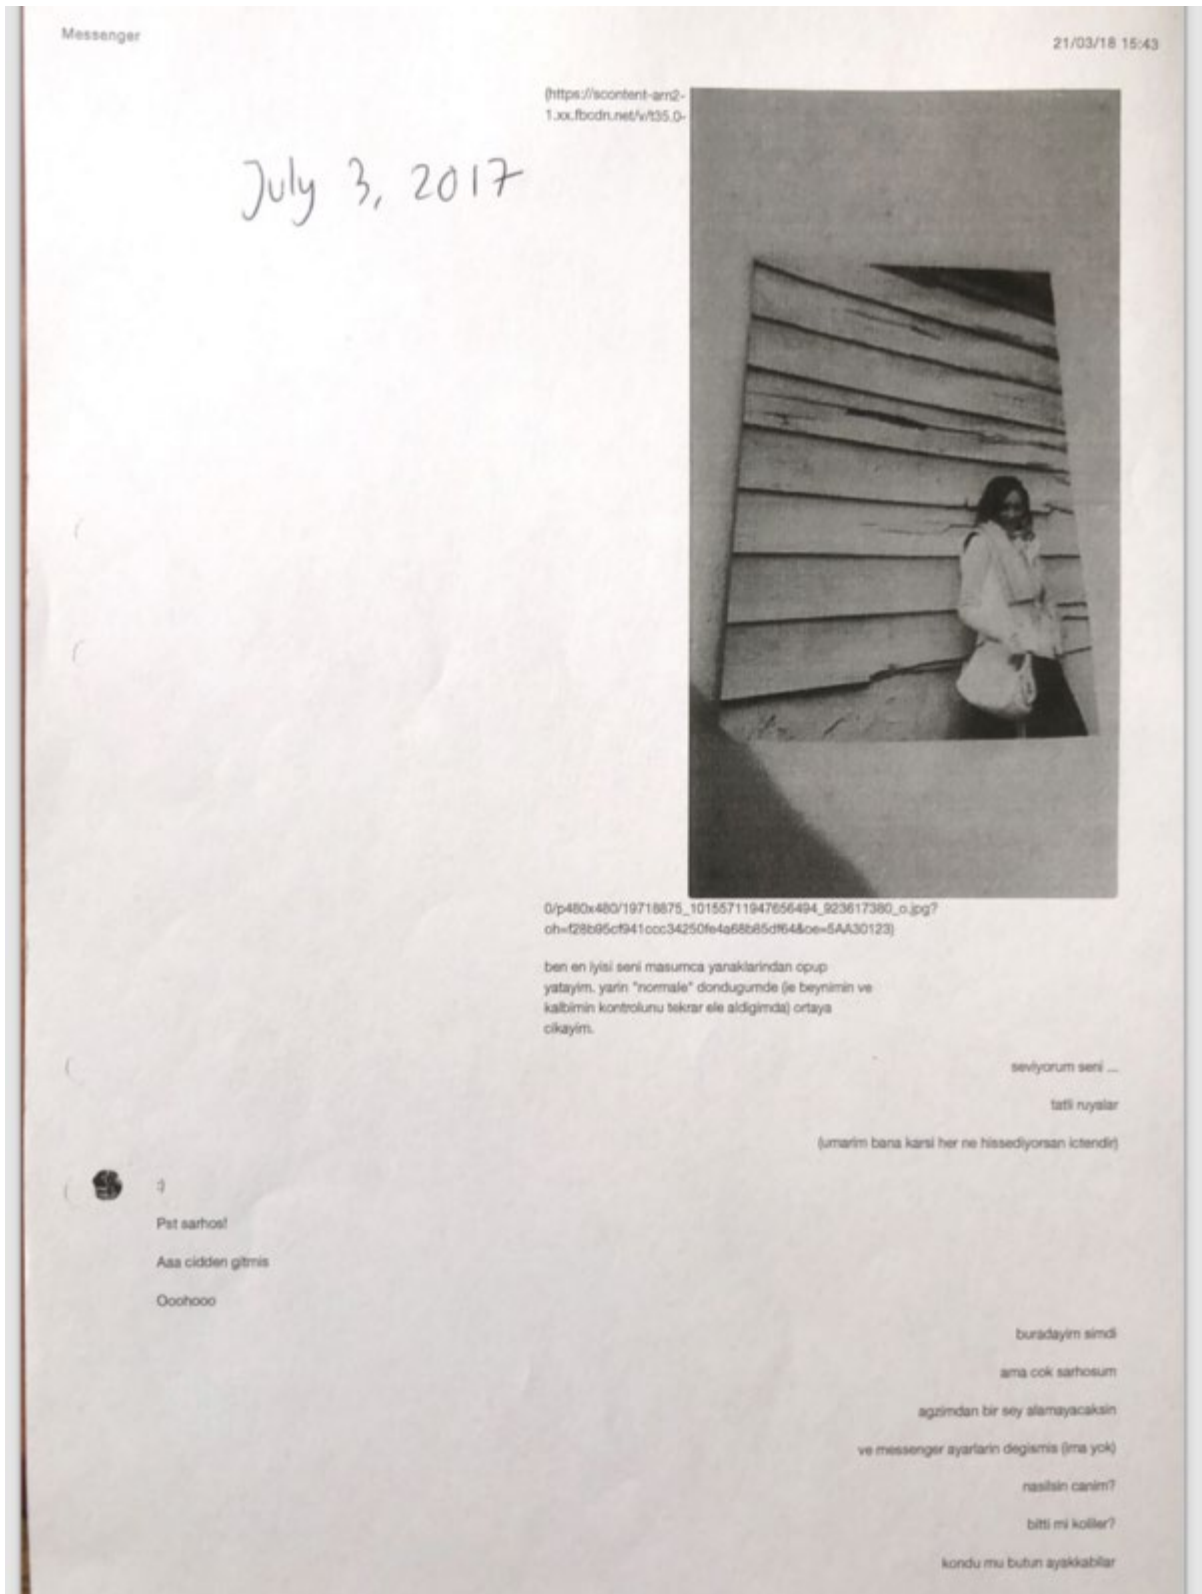 Messenger
21/03/18 15:43
(https://scontent-arn2-
1.xx.fbcdn.net/v/t35.0-
July 3, 2017
0/p480x480/19718875_10155711947656494_923617380_o.jpg?
oh=f28b95cf941ccc34250fe4a68b85df64&oe=5AA30123)
ben en iyisi seni masumca yanaklarindan opup
yatayim. yarin "normale" dondugumde (ie beynimin ve
kalbimin kontrolunu tekrar ele aldigimda) ortaya
cikayim.
seviyorum seni ...
tatli ruyalar
(umarim bana karsi her ne hissediyorsan ictendir)
:)
Pst sarhos!
Aaa cidden gitmis
Ooohooo
buradayim simdi
ama cok sarhosum
agzimdan bir sey alamayacaksin
ve messenger ayarlarin degismis (ima yok)
nasilsin canim?
bitti mi koliler?
kondu mu butun ayakkabilar